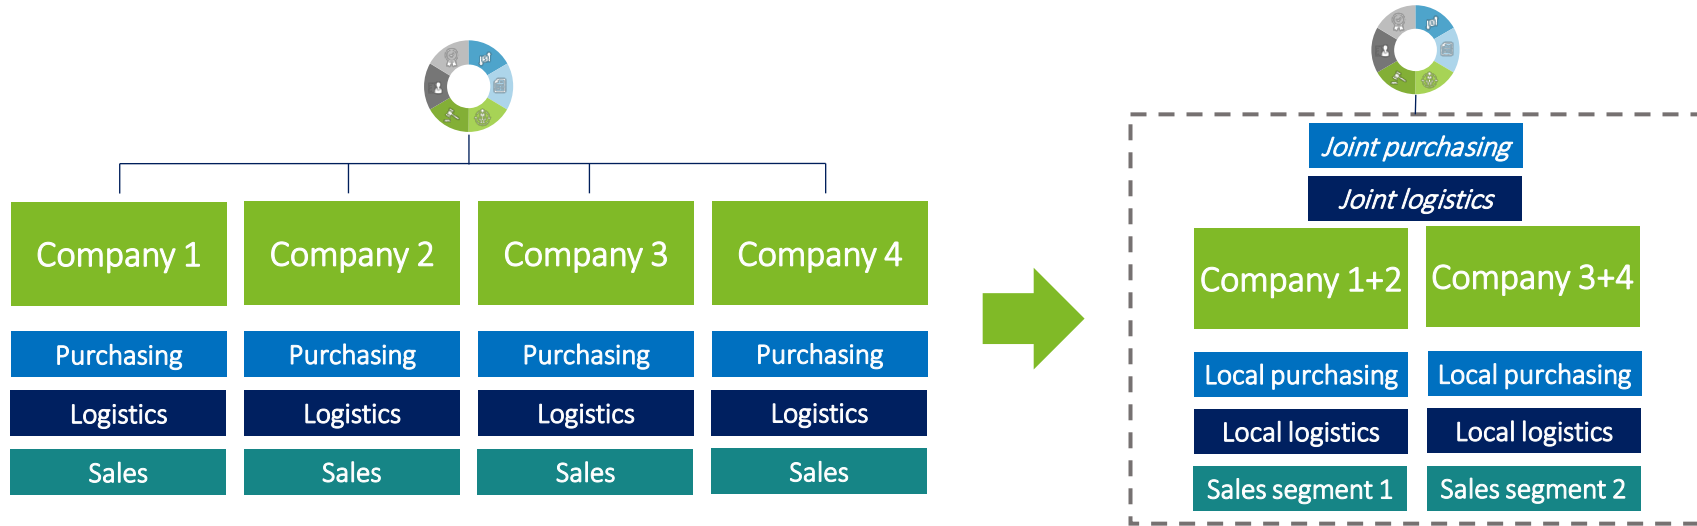 Company 1
Company 2
Company 3
Company 4
Purchasing
Purchasing
Purchasing
Purchasing
Logistics
Logistics
Logistics
Logistics
Sales
Sales
Sales
Sales
Joint purchasing
Joint logistics
Company 1+2
Company 3+4
Local purchasing
Local purchasing
Local logistics
Local logistics
Sales segment 1
Sales segment 2